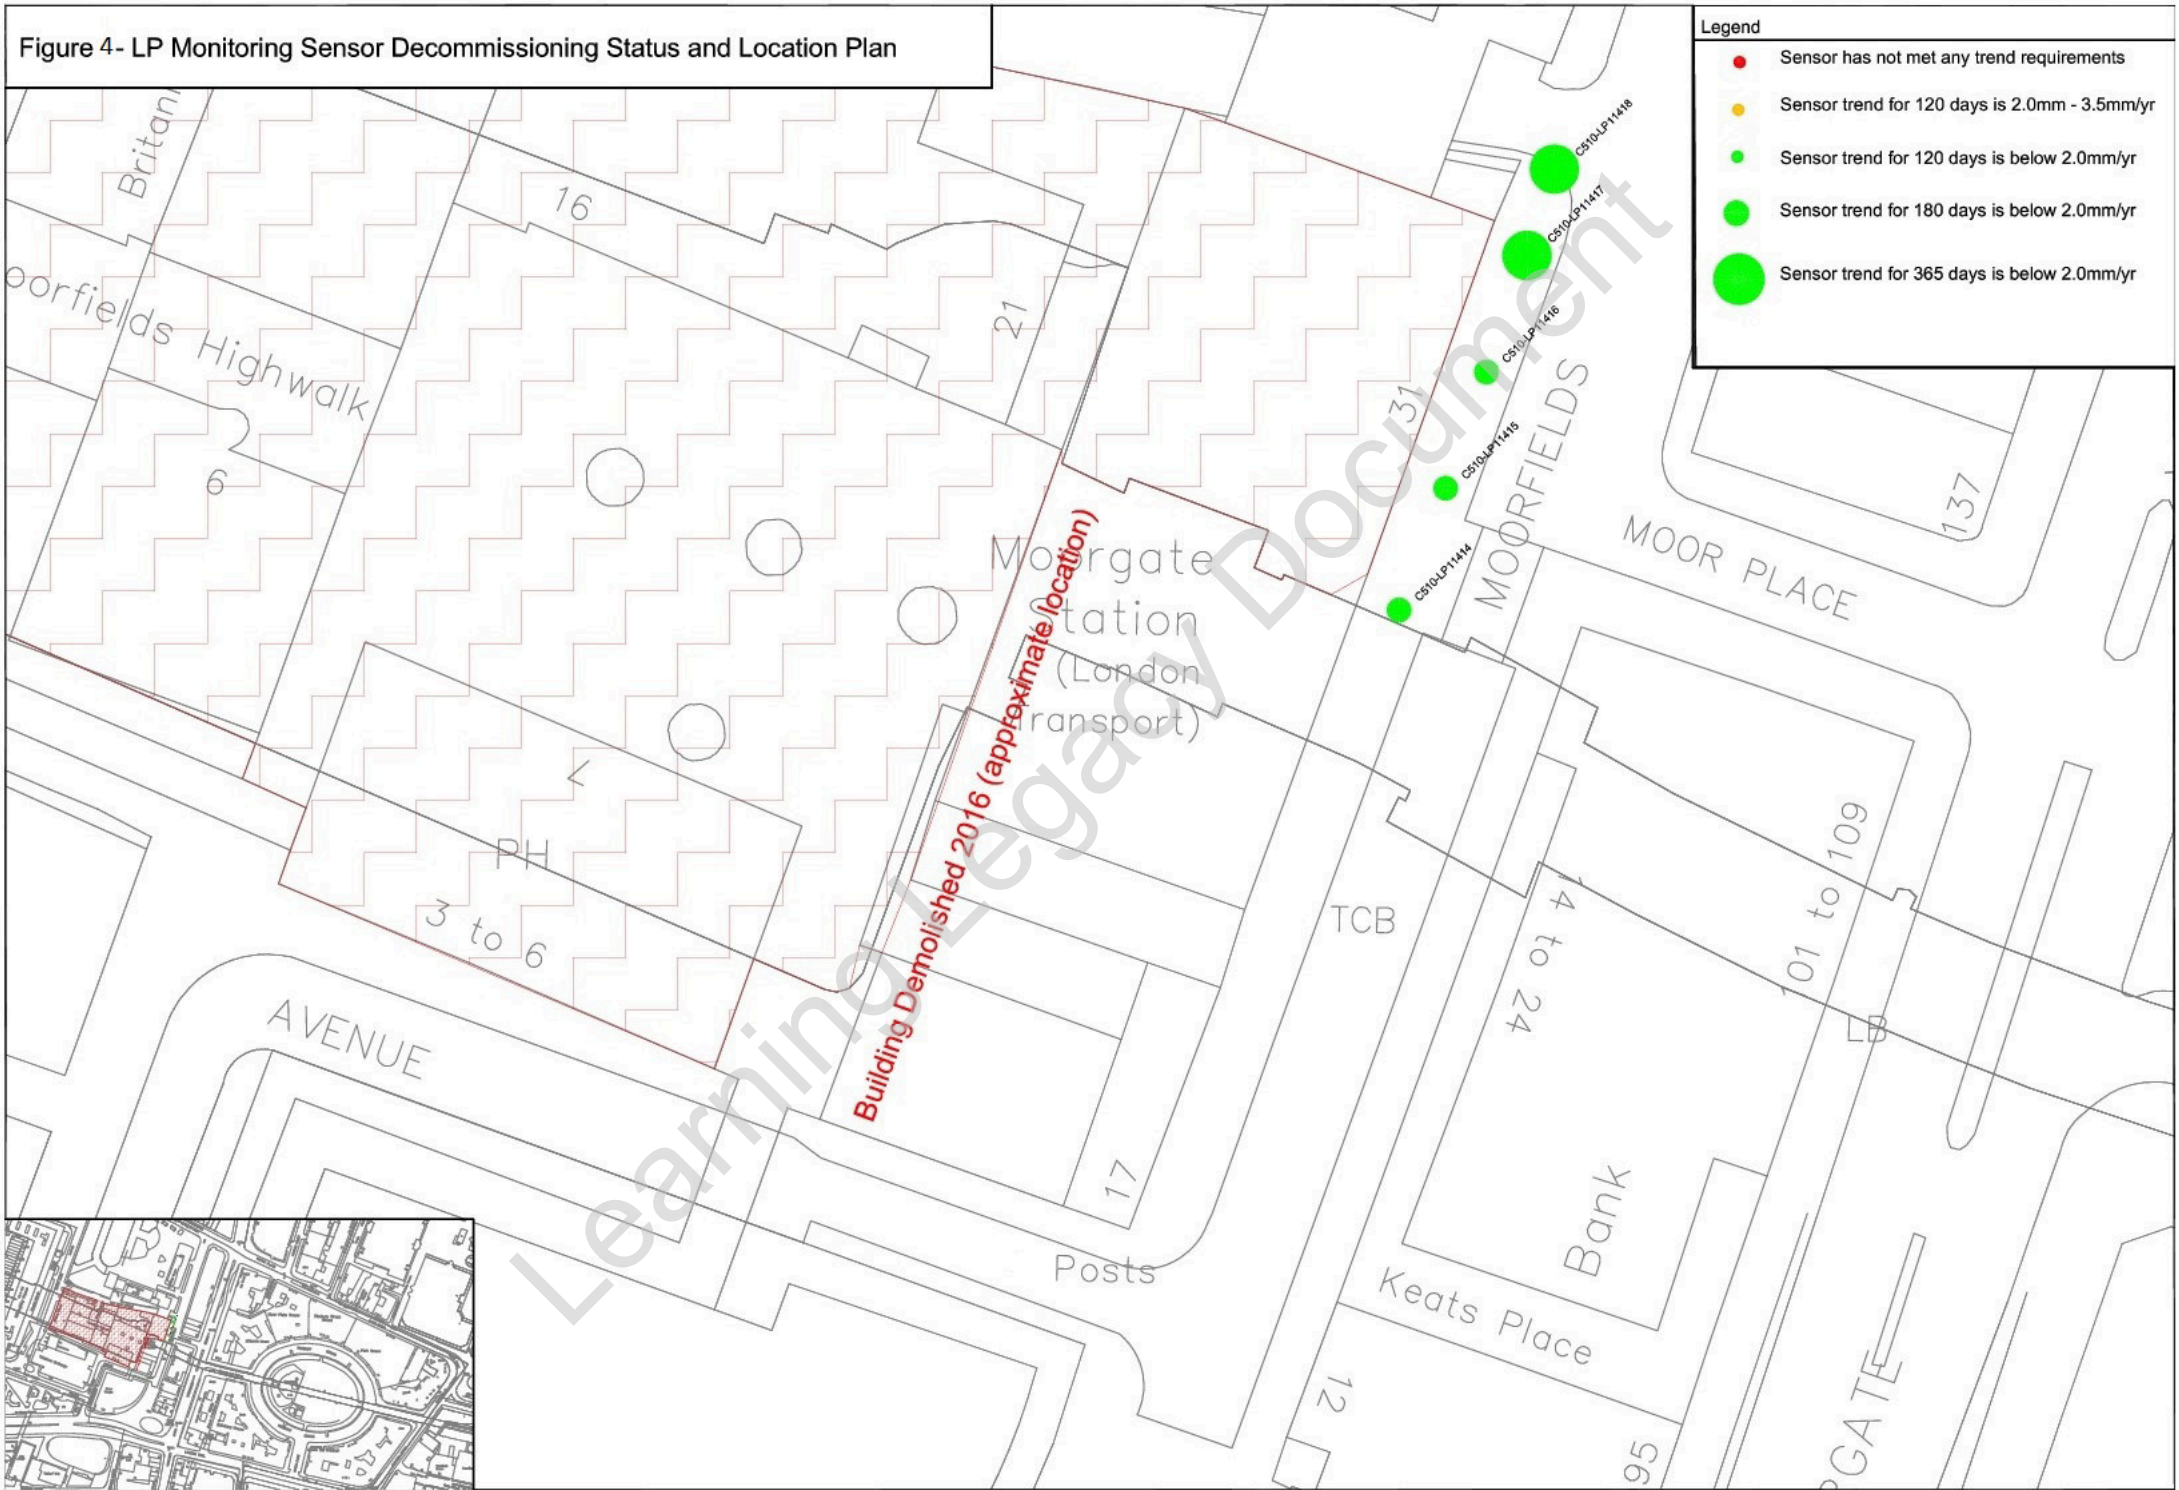 Figure 4- LP Monitoring Sensor Decommissioning Status and Location Plan
Legend
Sensor has not met any trend requirements
Sensor trend for 120 days is 2.0mm - 3.5mm/yr
Sensor trend for 120 days is below 2.0mm/yr
Sensor trend for 180 days is below 2.0mm/yr
Sensor trend for 365 days is below 2.0mm/yr
C510-LP11418
C510-LP11417
C510-LP11416
C510-LP11415
C510-LP11414
Britan
16
21
oorfields Highwalk
6
31
MOORFIELDS
MOOR PLACE
137
Moorgate
Station
(London
Transport)
Building Demolished 2016 (approximate location)
7
PH
3 to 6
AVENUE
TCB
14 to 24
101 to 109
LB
17
Posts
Bank
Keats Place
12
95
RGATE
Learning Legacy Document